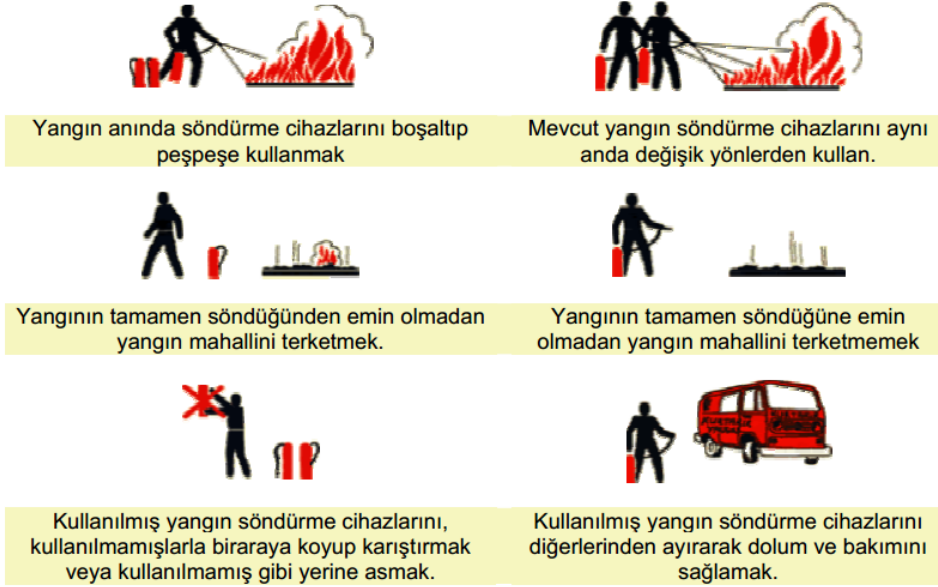 Yangın anında söndürme cihazlarını boşaltıp
peşpeşe kullanmak
Mevcut yangın söndürme cihazlarını aynı
anda değişik yönlerden kullan.
Yangının tamamen söndüğünden emin olmadan
yangın mahallini terketmek.
Yangının tamamen söndüğüne emin
olmadan yangın mahallini terketmemek
Kullanılmış yangın söndürme cihazlarını,
kullanılmamışlarla biraraya koyup karıştırmak
veya kullanılmamış gibi yerine asmak.
Kullanılmış yangın söndürme cihazlarını
diğerlerinden ayırarak dolum ve bakımını
sağlamak.